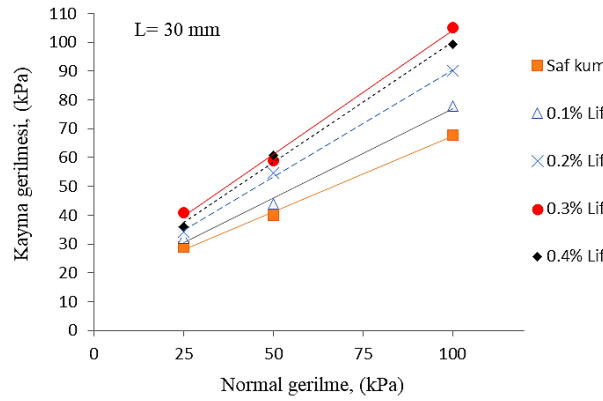 L= 30 mm
110
100
90
80
70
60
50
40
30
20
10
0
0
25
50
75
100
Kayma gerilmesi, (kPa)
Normal gerilme, (kPa)
Saf kum
0.1% Lif
0.2% Lif
0.3% Lif
0.4% Lif